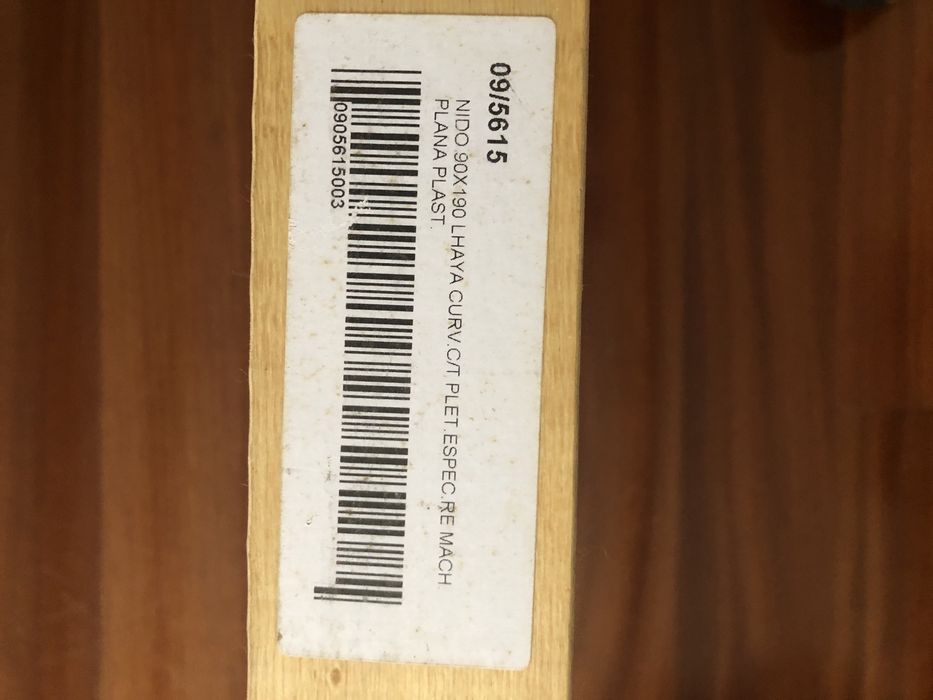 09/5615
NIDO.90X190 LHAYA CURV.C/T PLET.ESPEC.RE MACH
PLANA PLAST.
0905615003